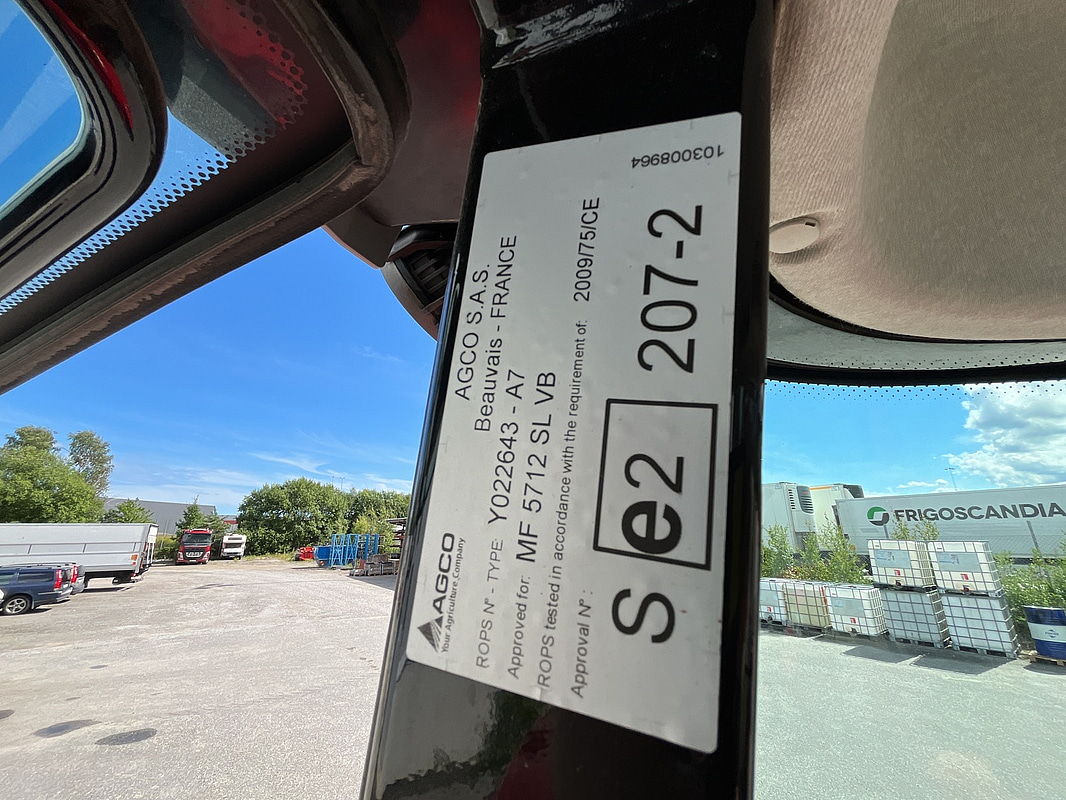 AGCO
Your Agriculture Company
AGCO S.A.S.
Beauvais - FRANCE
ROPS N° - TYPE: Y022643 - A7
Approved for: MF 5712 SL VB
ROPS tested in accordance with the requirement of: 2009/75/CE
Approval N° :
S e2 207-2
103008964
FRIGOSCANDIA